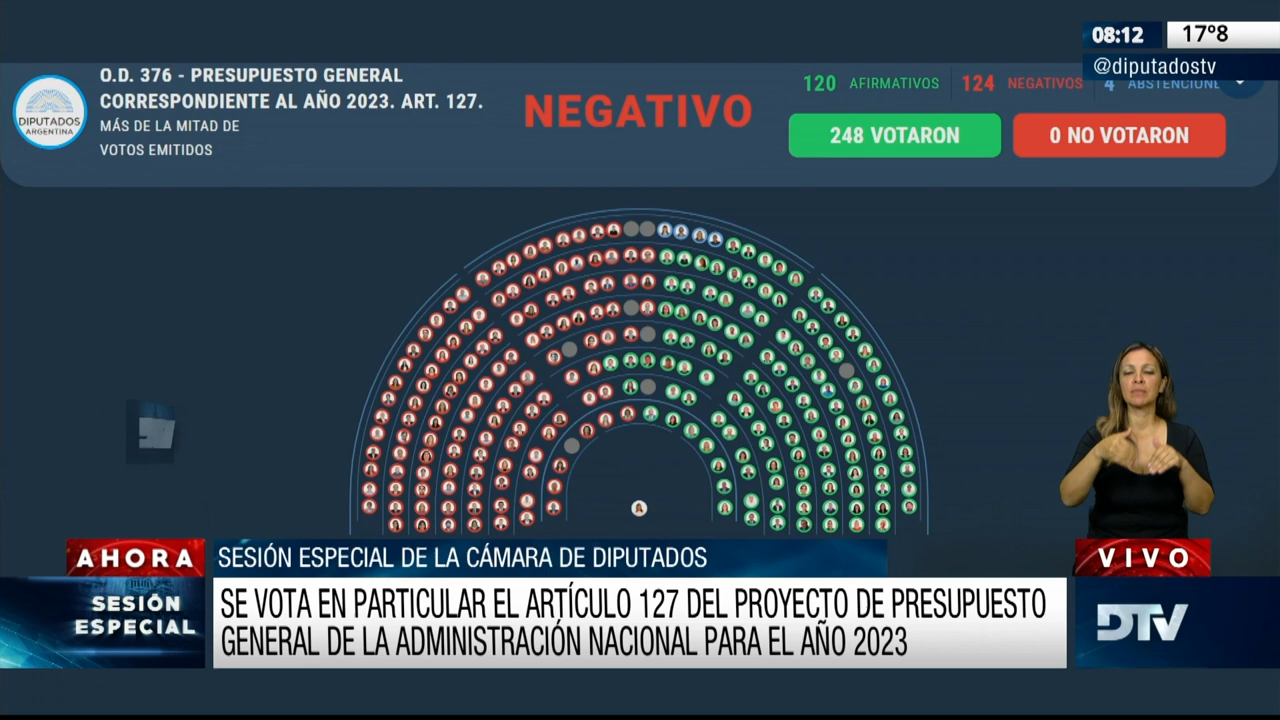 08:12
17º8
@diputadostv
DIPUTADOS
ARGENTINA
O.D. 376 - PRESUPUESTO GENERAL
CORRESPONDIENTE AL AÑO 2023. ART. 127.
MÁS DE LA MITAD DE
VOTOS EMITIDOS
NEGATIVO
120 AFIRMATIVOS
124 NEGATIVOS
4 ABSTENCIONE
248 VOTARON
0 NO VOTARON
AHORA
SESIÓN ESPECIAL DE LA CÁMARA DE DIPUTADOS
VIVO
SESIÓN
ESPECIAL
SE VOTA EN PARTICULAR EL ARTÍCULO 127 DEL PROYECTO DE PRESUPUESTO
GENERAL DE LA ADMINISTRACIÓN NACIONAL PARA EL AÑO 2023
DTV